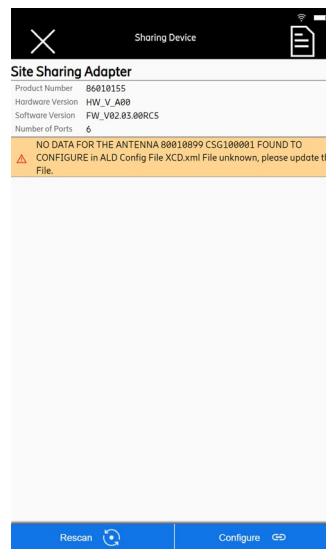 Sharing Device
Site Sharing Adapter
Product Number 86010155
Hardware Version HW_V_A00
Software Version FW_V02.03.00RC5
Number of Ports 6
NO DATA FOR THE ANTENNA 80010899 CSG100001 FOUND TO
CONFIGURE in ALD Config File XCD.xml File unknown, please update th
File.
Rescan
Configure